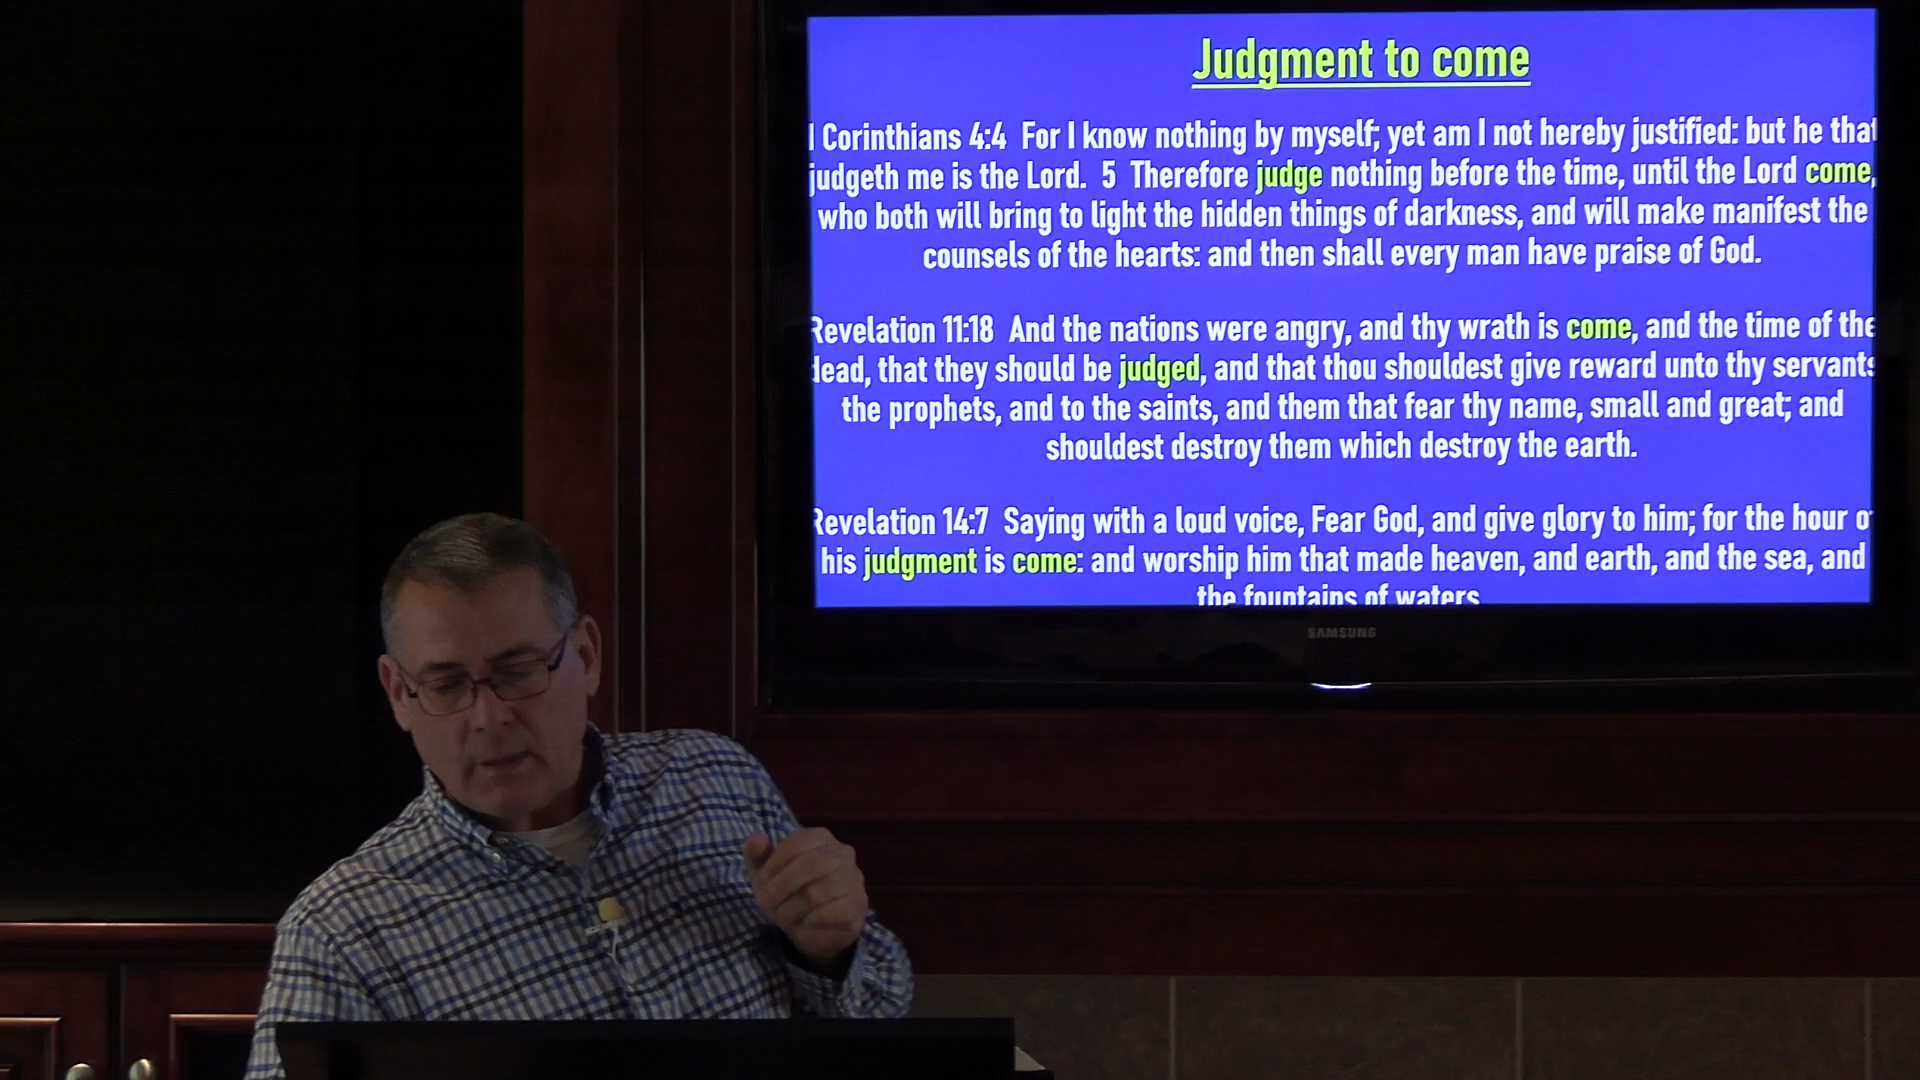 Judgment to come
I Corinthians 4:4 For I know nothing by myself; yet am I not hereby justified: but he that
judgeth me is the Lord. 5 Therefore judge nothing before the time, until the Lord come,
who both will bring to light the hidden things of darkness, and will make manifest the
counsels of the hearts: and then shall every man have praise of God.
Revelation 11:18 And the nations were angry, and thy wrath is come, and the time of the
dead, that they should be judged, and that thou shouldest give reward unto thy servants
the prophets, and to the saints, and them that fear thy name, small and great; and
shouldest destroy them which destroy the earth.
Revelation 14:7 Saying with a loud voice, Fear God, and give glory to him; for the hour of
his judgment is come: and worship him that made heaven, and earth, and the sea, and
the fountains of waters
SAMSUNG